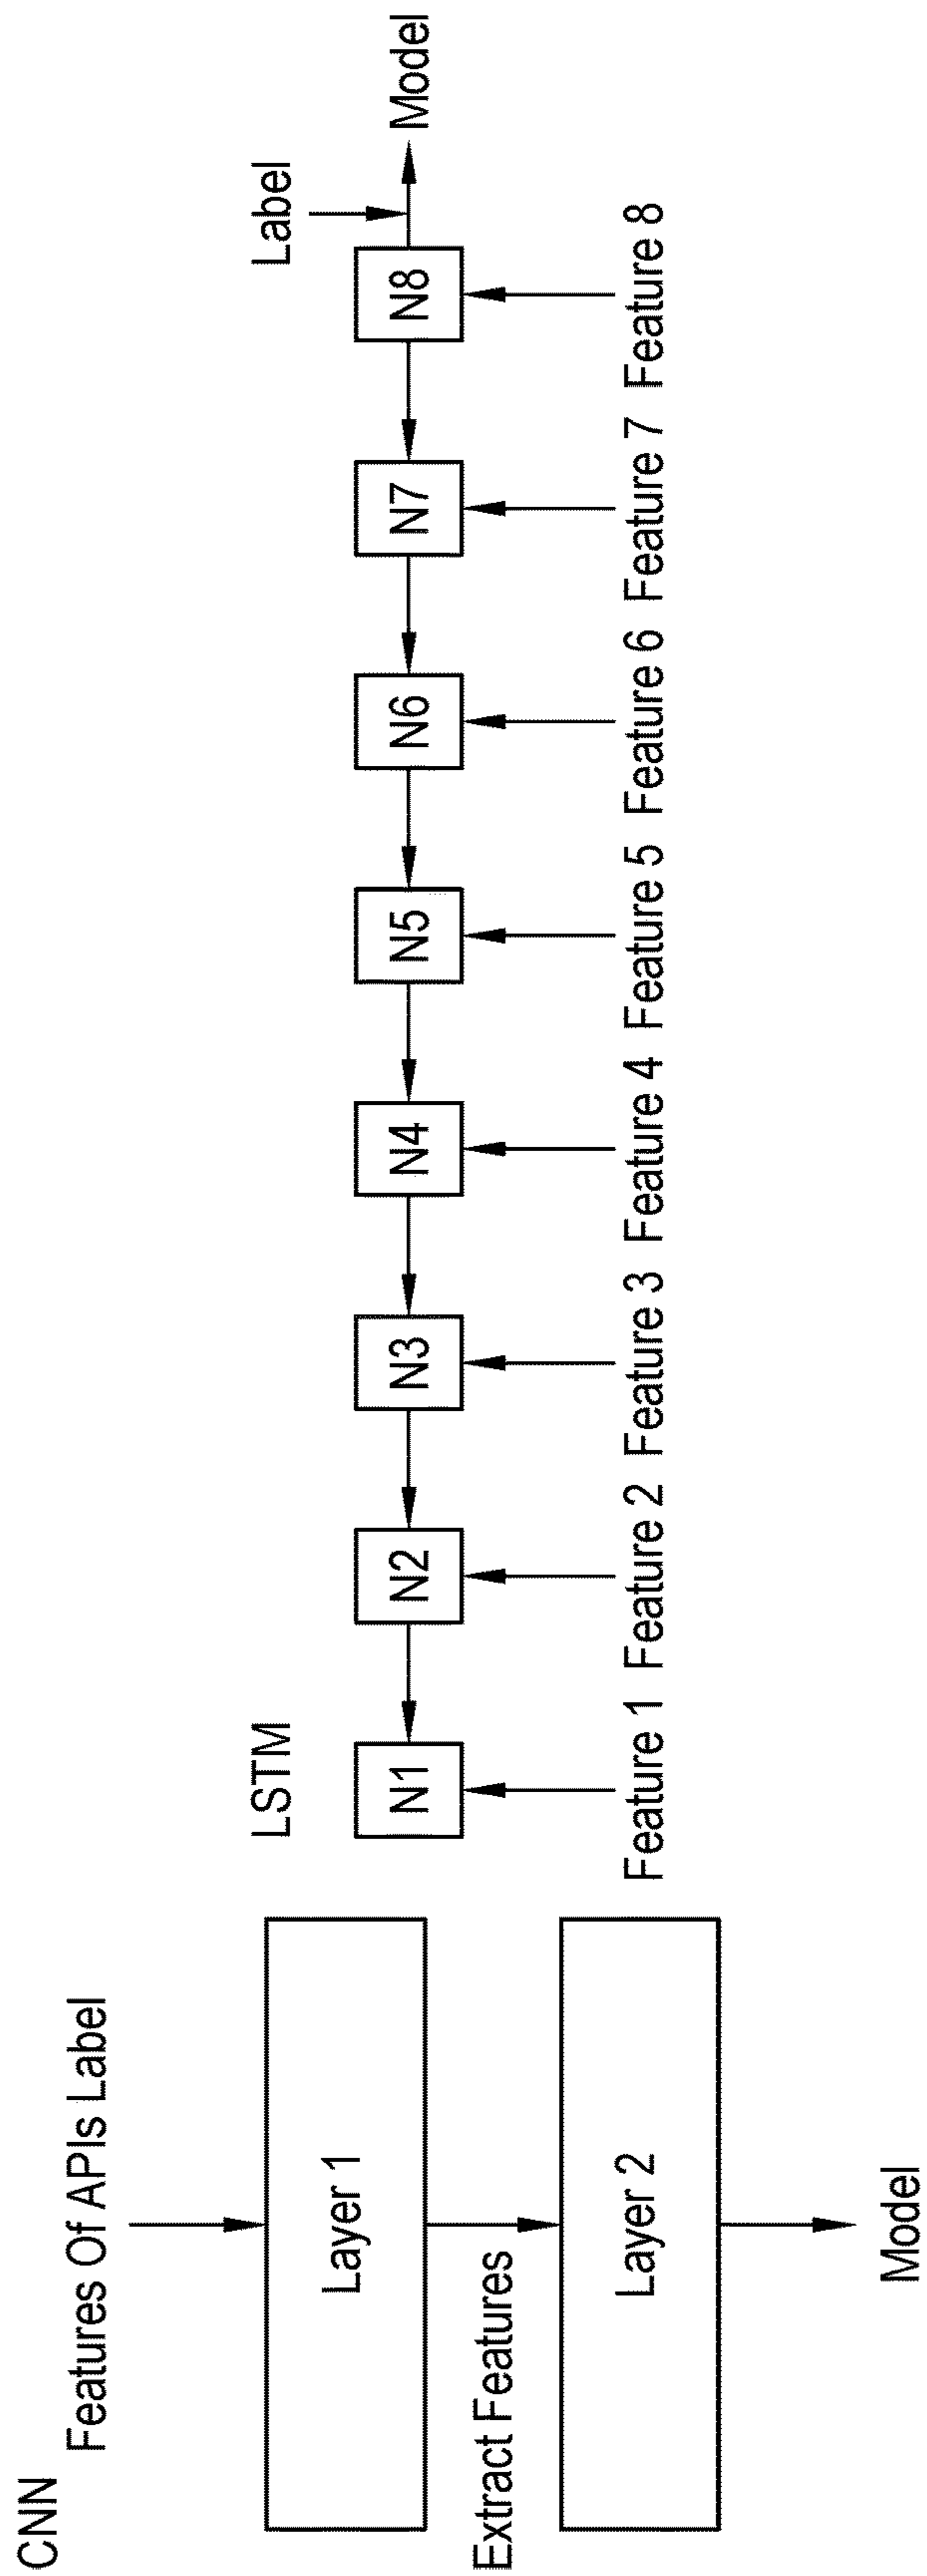 CNN
Features Of APIs Label
Layer 1
Extract Features
Layer 2
Model
LSTM
Label
N1
N2
N3
N4
N5
N6
N7
N8
Model
Feature 1
Feature 2
Feature 3
Feature 4
Feature 5
Feature 6
Feature 7
Feature 8